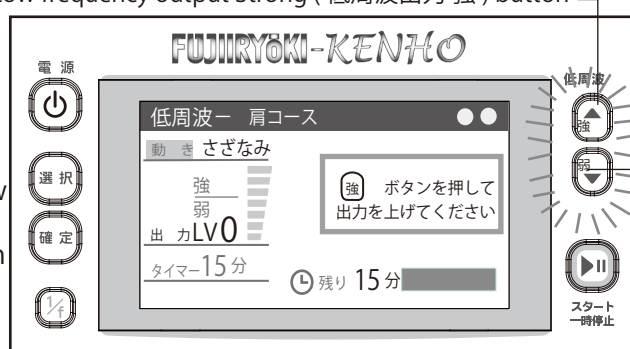 Low frequency output Strong ( 低周波出力 強 ) button
FUJIIRYOKI-KENHO
電 源
選 択
確 定
1/f
低周波ー 肩コース
動 き さざなみ
強
弱
出 力LV0
タイマー15分
強 ボタンを押して
出力を上げてください
残り 15分
低周波
強
弱
スタート
一時停止